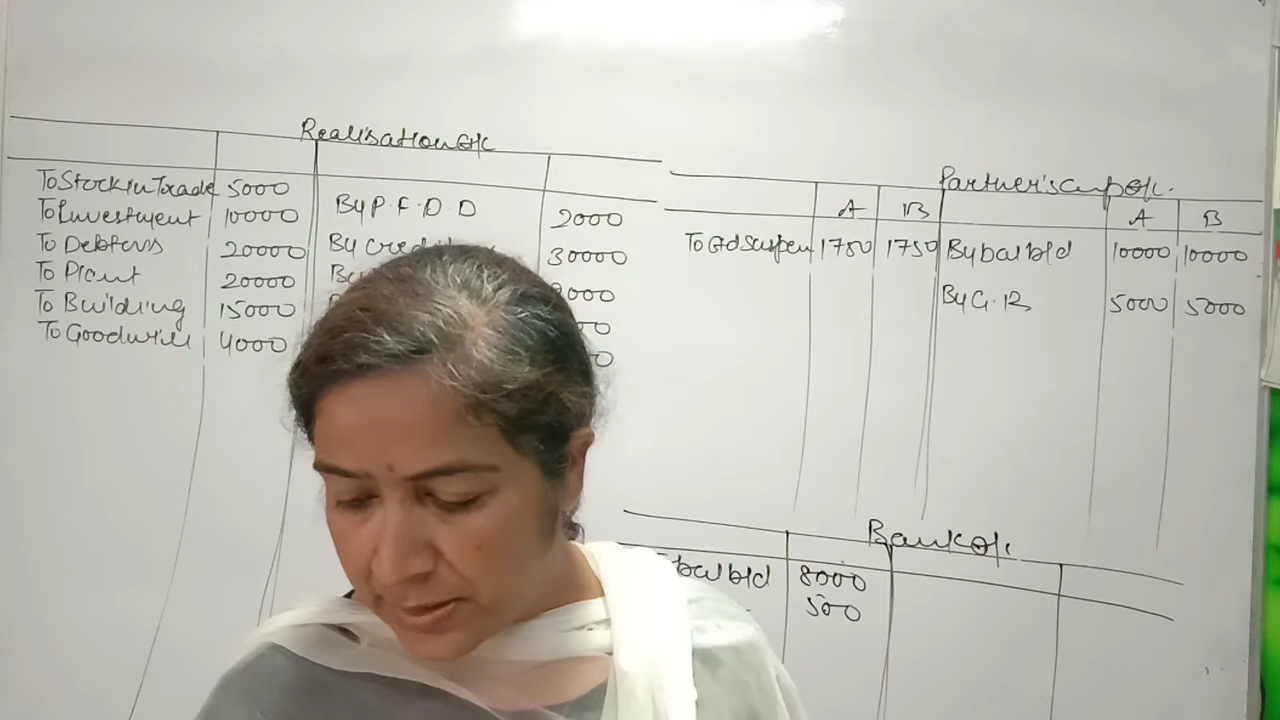 Realisation a/c
To Stock in Trade 5000
To Investment 10000
To Debtors 20000
To Plant 20000
To Building 15000
To Goodwill 4000
By P.F.D.D 2000
By 30000
Partner's cap a/c.
A B A B
To Gd Suspen 1750 1750 By bal b/d 10000 10000
By G.R 5000 5000
Bank a/c
bal b/d 8000
500